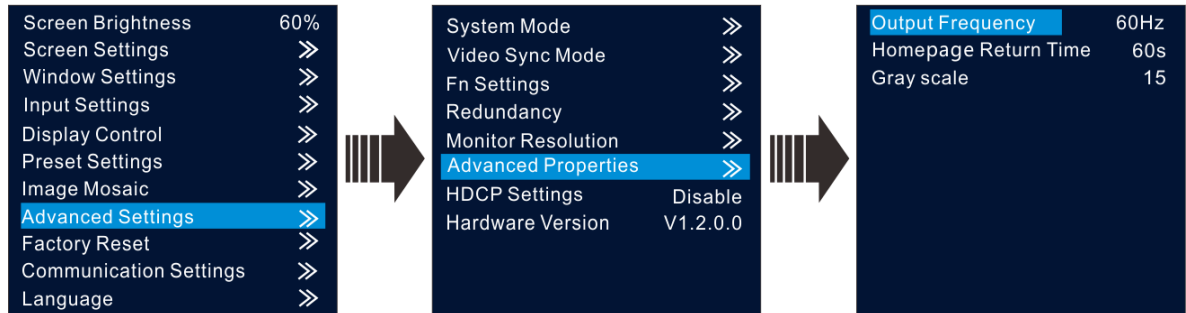 Screen Brightness 60%
Screen Settings
Window Settings
Input Settings
Display Control
Preset Settings
Image Mosaic
Advanced Settings
Factory Reset
Communication Settings
Language
System Mode
Video Sync Mode
Fn Settings
Redundancy
Monitor Resolution
Advanced Properties
HDCP Settings Disable
Hardware Version V1.2.0.0
Output Frequency 60Hz
Homepage Return Time 60s
Gray scale 15